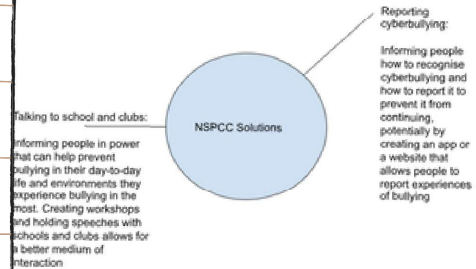 Reporting
cyberbullying:
Informing people
how to recognise
cyberbullying and
how to report it to
prevent it from
continuing,
potentially by
creating an app or
a website that
allows people to
report experiences
of bullying
NSPCC Solutions
Talking to school and clubs:
Informing people in power
that can help prevent
bullying in their day-to-day
life and environments they
experience bullying in the
most. Creating workshops
and holding speeches with
schools and clubs allows for
a better medium of
interaction